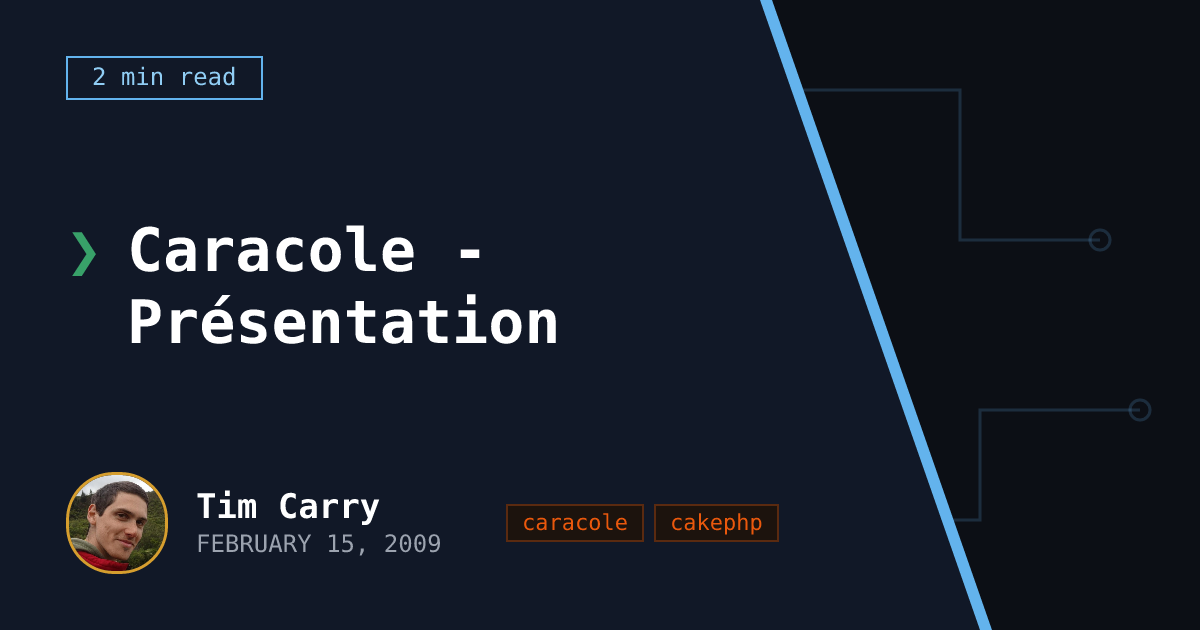 2 min read
❯ Caracole -
Présentation
Tim Carry
FEBRUARY 15, 2009
caracole
cakephp